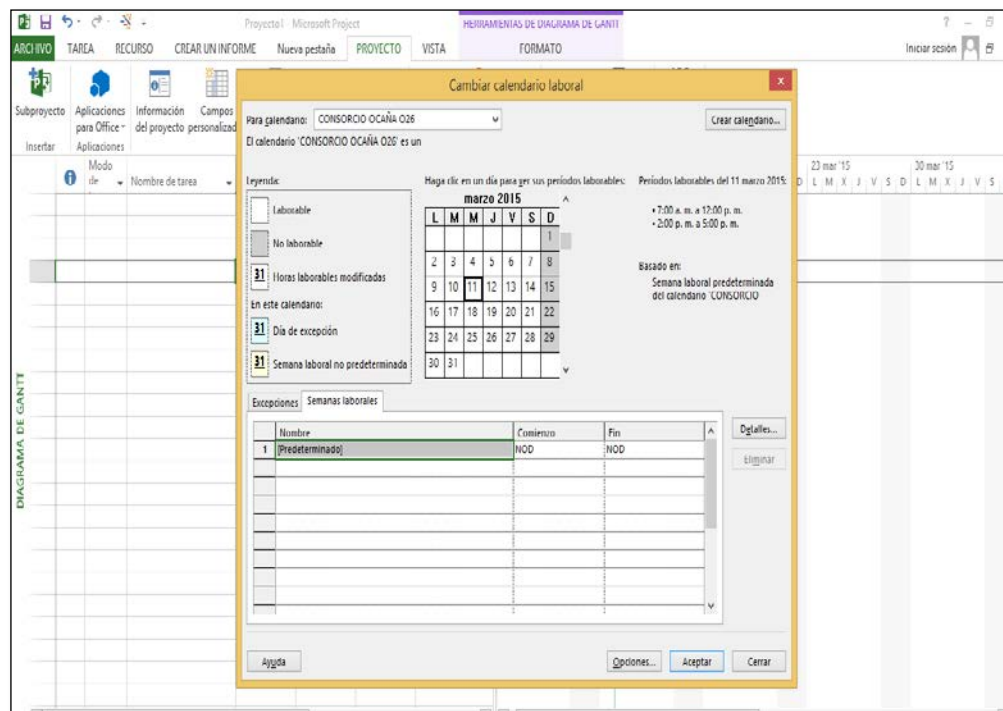 Proyecto1 - Microsoft Project
HERRAMIENTAS DE DIAGRAMA DE GANTT
ARCHIVO TAREA RECURSO CREAR UN INFORME Nueva pestaña PROYECTO VISTA FORMATO
Iniciar sesión
Subproyecto
Aplicaciones para Office
Información del proyecto
Campos personalizad
Insertar
Aplicaciones
Modo de
Nombre de tarea
23 mar '15
30 mar '15
D L M X J V S D L M X J V S
DIAGRAMA DE GANTT
Cambiar calendario laboral
Para calendario: CONSORCIO OCAÑA O26
Crear calendario...
El calendario 'CONSORCIO OCAÑA O26' es un
Leyenda:
Laborable
No laborable
31 Horas laborables modificadas
En este calendario:
31 Día de excepción
31 Semana laboral no predeterminada
Haga clic en un día para ver sus períodos laborables:
marzo 2015
L M M J V S D
1
2 3 4 5 6 7 8
9 10 11 12 13 14 15
16 17 18 19 20 21 22
23 24 25 26 27 28 29
30 31
Períodos laborables del 11 marzo 2015:
• 7:00 a. m. a 12:00 p. m.
• 2:00 p. m. a 5:00 p. m.
Basado en:
Semana laboral predeterminada
del calendario 'CONSORCIO
Excepciones
Semanas laborales
Nombre Comienzo Fin
1 [Predeterminado] NOD NOD
Detalles...
Eliminar
Ayuda
Opciones...
Aceptar
Cerrar